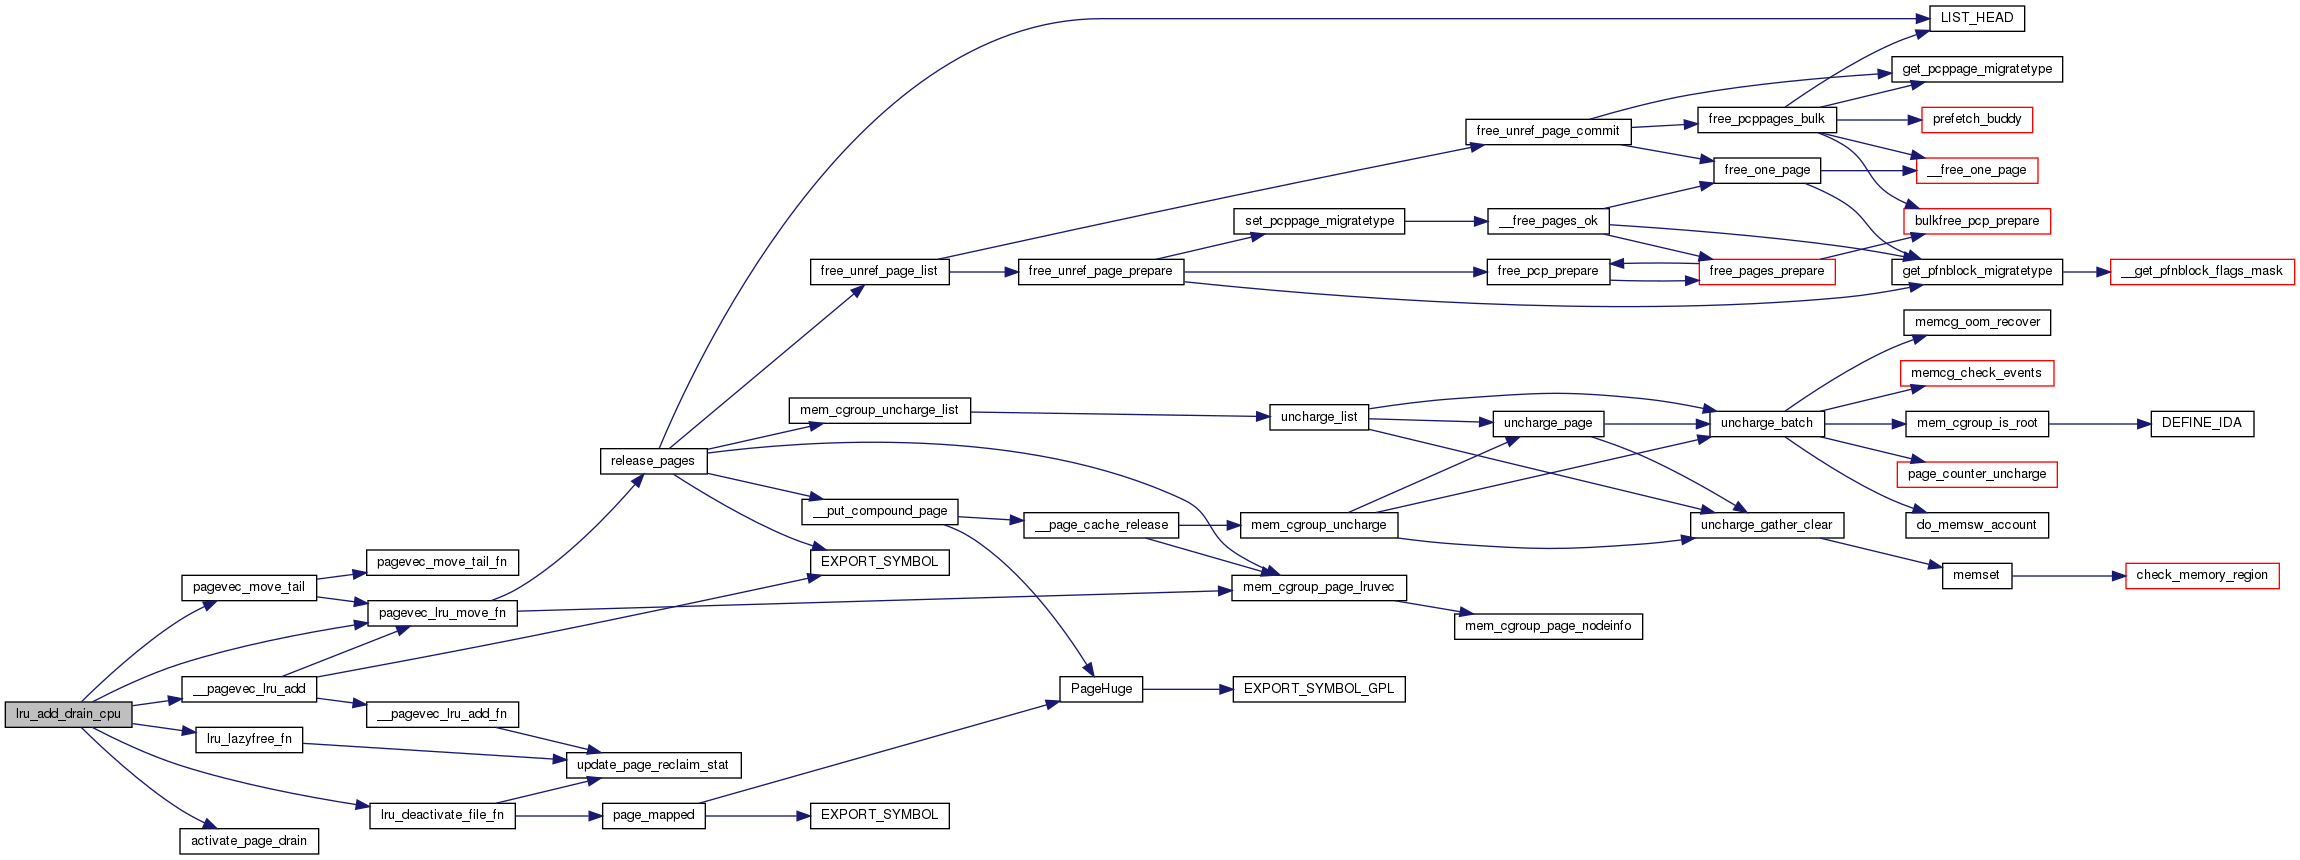 LIST_HEAD
get_pcppage_migratetype
free_pcppages_bulk
prefetch_buddy
free_unref_page_commit
free_one_page
__free_one_page
set_pcppage_migratetype
__free_pages_ok
bulkfree_pcp_prepare
free_unref_page_list
free_unref_page_prepare
free_pcp_prepare
free_pages_prepare
get_pfnblock_migratetype
__get_pfnblock_flags_mask
memcg_oom_recover
memcg_check_events
mem_cgroup_uncharge_list
uncharge_list
uncharge_page
uncharge_batch
mem_cgroup_is_root
DEFINE_IDA
release_pages
page_counter_uncharge
__put_compound_page
__page_cache_release
mem_cgroup_uncharge
uncharge_gather_clear
do_memsw_account
pagevec_move_tail_fn
EXPORT_SYMBOL
memset
check_memory_region
pagevec_move_tail
mem_cgroup_page_lruvec
pagevec_lru_move_fn
mem_cgroup_page_nodeinfo
__pagevec_lru_add
PageHuge
EXPORT_SYMBOL_GPL
lru_add_drain_cpu
__pagevec_lru_add_fn
lru_lazyfree_fn
update_page_reclaim_stat
lru_deactivate_file_fn
page_mapped
EXPORT_SYMBOL
activate_page_drain